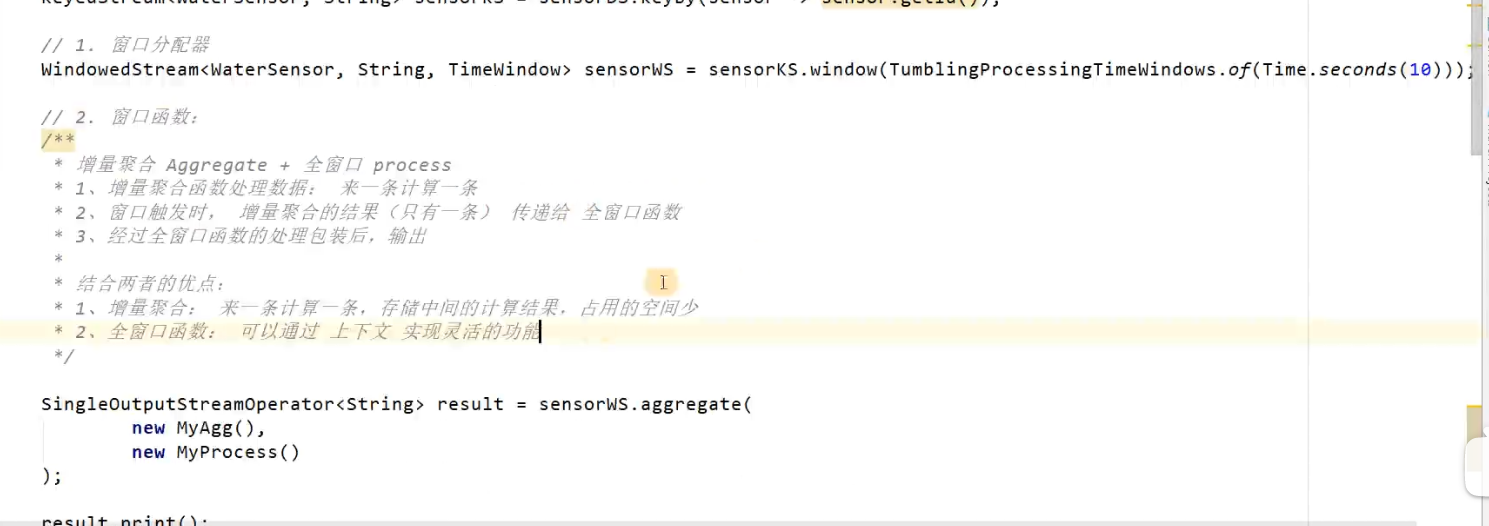 KeyedStream<WaterSensor, String> sensorKS = sensorDS.keyBy(sensor -> sensor.getId());
// 1. 窗口分配器
WindowedStream<WaterSensor, String, TimeWindow> sensorWS = sensorKS.window(TumblingProcessingTimeWindows.of(Time.seconds(10)));
// 2. 窗口函数:
/**
* 增量聚合 Aggregate + 全窗口 process
* 1、增量聚合函数处理数据: 来一条计算一条
* 2、窗口触发时, 增量聚合的结果(只有一条) 传递给 全窗口函数
* 3、经过全窗口函数的处理包装后,输出
*
* 结合两者的优点:
* 1、增量聚合: 来一条计算一条,存储中间的计算结果,占用的空间少
* 2、全窗口函数: 可以通过 上下文 实现灵活的功能
*/
SingleOutputStreamOperator<String> result = sensorWS.aggregate(
new MyAgg(),
new MyProcess()
);
result.print();